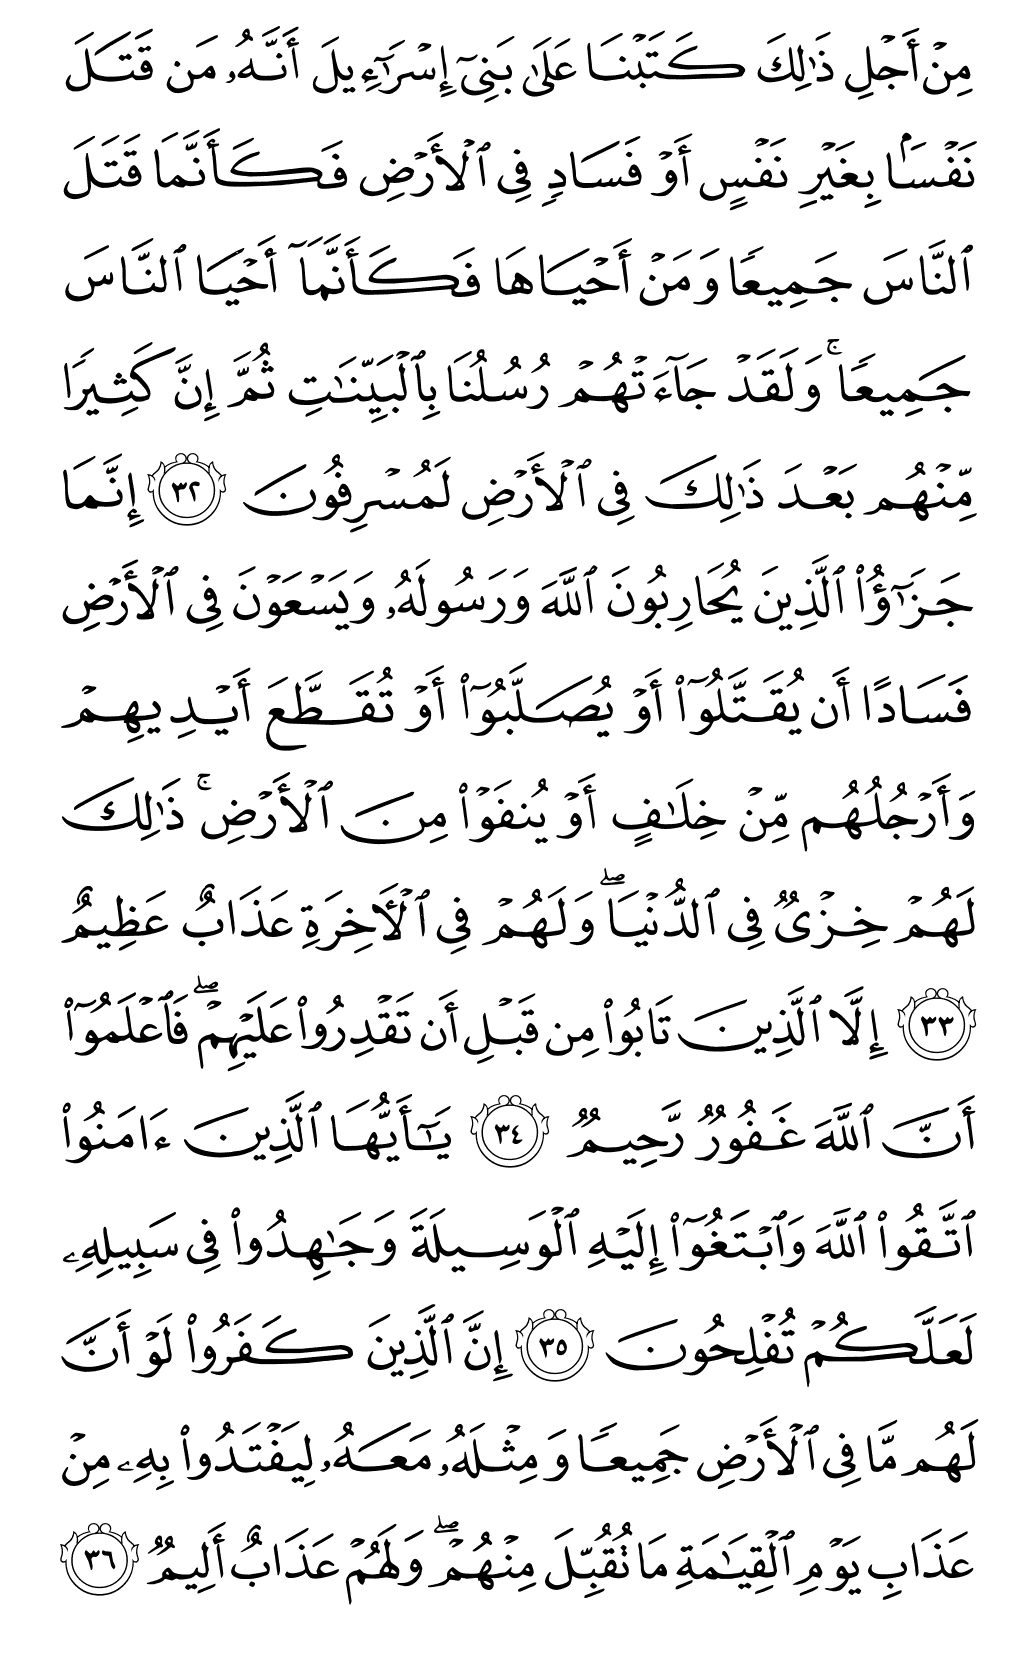 مِنۡ أَجۡلِ ذَٰلِكَ كَتَبۡنَا عَلَىٰ بَنِيٓ إِسۡرَـٰٓءِيلَ أَنَّهُۥ مَن قَتَلَ
نَفۡسَۢا بِغَيۡرِ نَفۡسٍ أَوۡ فَسَادٖ فِي ٱلۡأَرۡضِ فَكَأَنَّمَا قَتَلَ
ٱلنَّاسَ جَمِيعٗا وَمَنۡ أَحۡيَاهَا فَكَأَنَّمَآ أَحۡيَا ٱلنَّاسَ
جَمِيعٗاۚ وَلَقَدۡ جَآءَتۡهُمۡ رُسُلُنَا بِٱلۡبَيِّنَٰتِ ثُمَّ إِنَّ كَثِيرٗا
مِّنۡهُم بَعۡدَ ذَٰلِكَ فِي ٱلۡأَرۡضِ لَمُسۡرِفُونَ ٣٢ إِنَّمَا
جَزَـٰٓؤُاْ ٱلَّذِينَ يُحَارِبُونَ ٱللَّهَ وَرَسُولَهُۥ وَيَسۡعَوۡنَ فِي ٱلۡأَرۡضِ
فَسَادًا أَن يُقَتَّلُوٓاْ أَوۡ يُصَلَّبُوٓاْ أَوۡ تُقَطَّعَ أَيۡدِيهِمۡ
وَأَرۡجُلُهُم مِّنۡ خِلَٰفٍ أَوۡ يُنفَوۡاْ مِنَ ٱلۡأَرۡضِۚ ذَٰلِكَ
لَهُمۡ خِزۡيٞ فِي ٱلدُّنۡيَاۖ وَلَهُمۡ فِي ٱلۡأٓخِرَةِ عَذَابٌ عَظِيمٌ
٣٣ إِلَّا ٱلَّذِينَ تَابُواْ مِن قَبۡلِ أَن تَقۡدِرُواْ عَلَيۡهِمۡۖ فَٱعۡلَمُوٓاْ
أَنَّ ٱللَّهَ غَفُورٞ رَّحِيمٞ ٣٤ يَـٰٓأَيُّهَا ٱلَّذِينَ ءَامَنُواْ
ٱتَّقُواْ ٱللَّهَ وَٱبۡتَغُوٓاْ إِلَيۡهِ ٱلۡوَسِيلَةَ وَجَٰهِدُواْ فِي سَبِيلِهِۦ
لَعَلَّكُمۡ تُفۡلِحُونَ ٣٥ إِنَّ ٱلَّذِينَ كَفَرُواْ لَوۡ أَنَّ
لَهُم مَّا فِي ٱلۡأَرۡضِ جَمِيعٗا وَمِثۡلَهُۥ مَعَهُۥ لِيَفۡتَدُواْ بِهِۦ مِنۡ
عَذَابِ يَوۡمِ ٱلۡقِيَٰمَةِ مَا تُقُبِّلَ مِنۡهُمۡۖ وَلَهُمۡ عَذَابٌ أَلِيمٞ ٣٦